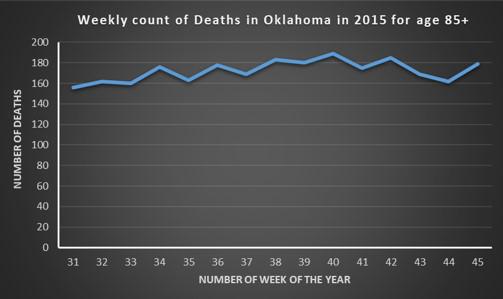 Weekly count of Deaths in Oklahoma in 2015 for age 85+
200
180
160
140
120
100
80
60
40
20
0
NUMBER OF DEATHS
31 32 33 34 35 36 37 38 39 40 41 42 43 44 45
NUMBER OF WEEK OF THE YEAR